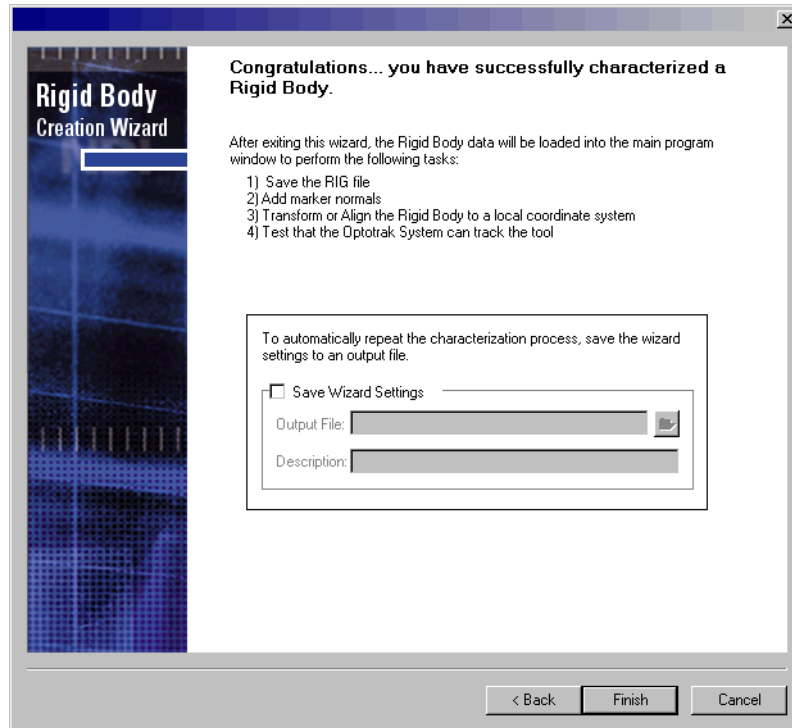 Rigid Body
Creation Wizard
Congratulations... you have successfully characterized a
Rigid Body.
After exiting this wizard, the Rigid Body data will be loaded into the main program
window to perform the following tasks:
1) Save the RIG file
2) Add marker normals
3) Transform or Align the Rigid Body to a local coordinate system
4) Test that the Optotrak System can track the tool
To automatically repeat the characterization process, save the wizard
settings to an output file.
Save Wizard Settings
Output File:
Description:
< Back
Finish
Cancel